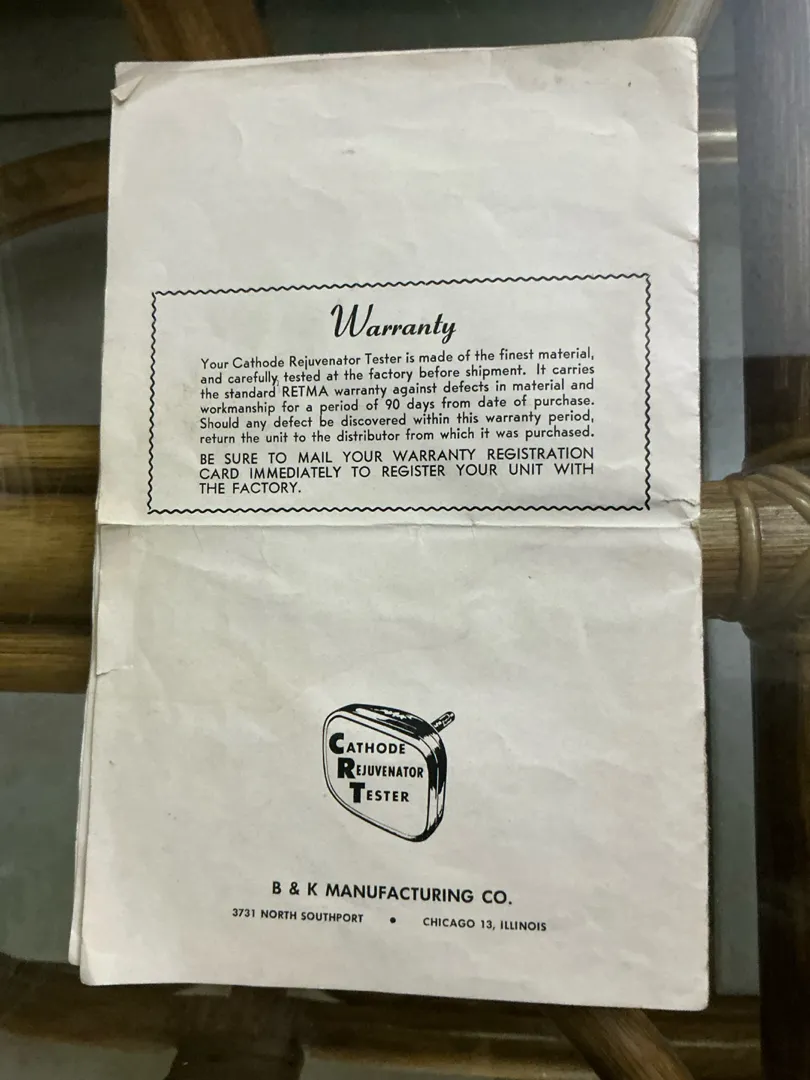 Warranty
Your Cathode Rejuvenator Tester is made of the finest material,
and carefully tested at the factory before shipment. It carries
the standard RETMA warranty against defects in material and
workmanship for a period of 90 days from date of purchase.
Should any defect be discovered within this warranty period,
return the unit to the distributor from which it was purchased.
BE SURE TO MAIL YOUR WARRANTY REGISTRATION
CARD IMMEDIATELY TO REGISTER YOUR UNIT WITH
THE FACTORY.
CATHODE
REJUVENATOR
TESTER
B & K MANUFACTURING CO.
3731 NORTH SOUTHPORT • CHICAGO 13, ILLINOIS